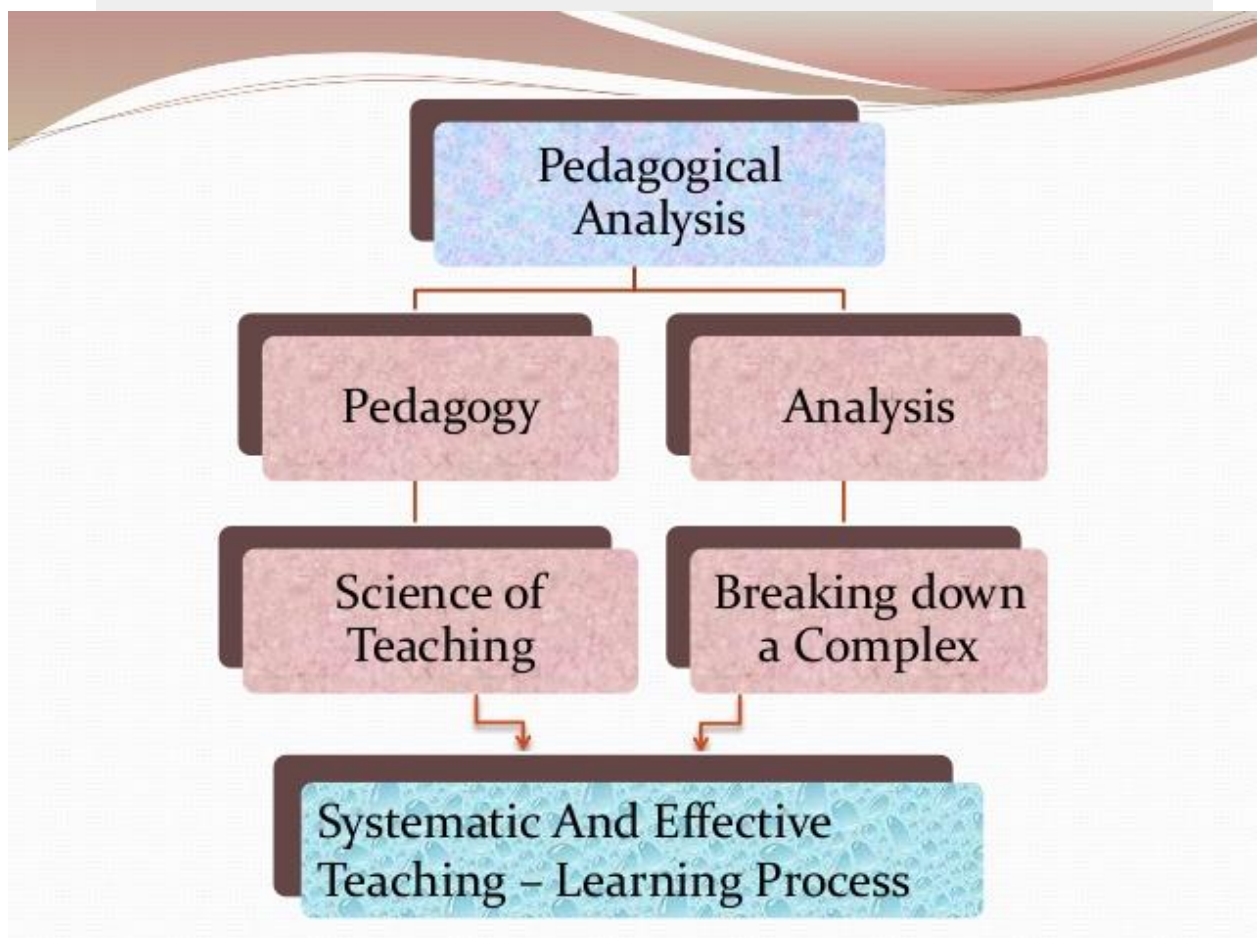 Pedagogical
Analysis
Pedagogy
Analysis
Science of
Teaching
Breaking down
a Complex
Systematic And Effective
Teaching – Learning Process